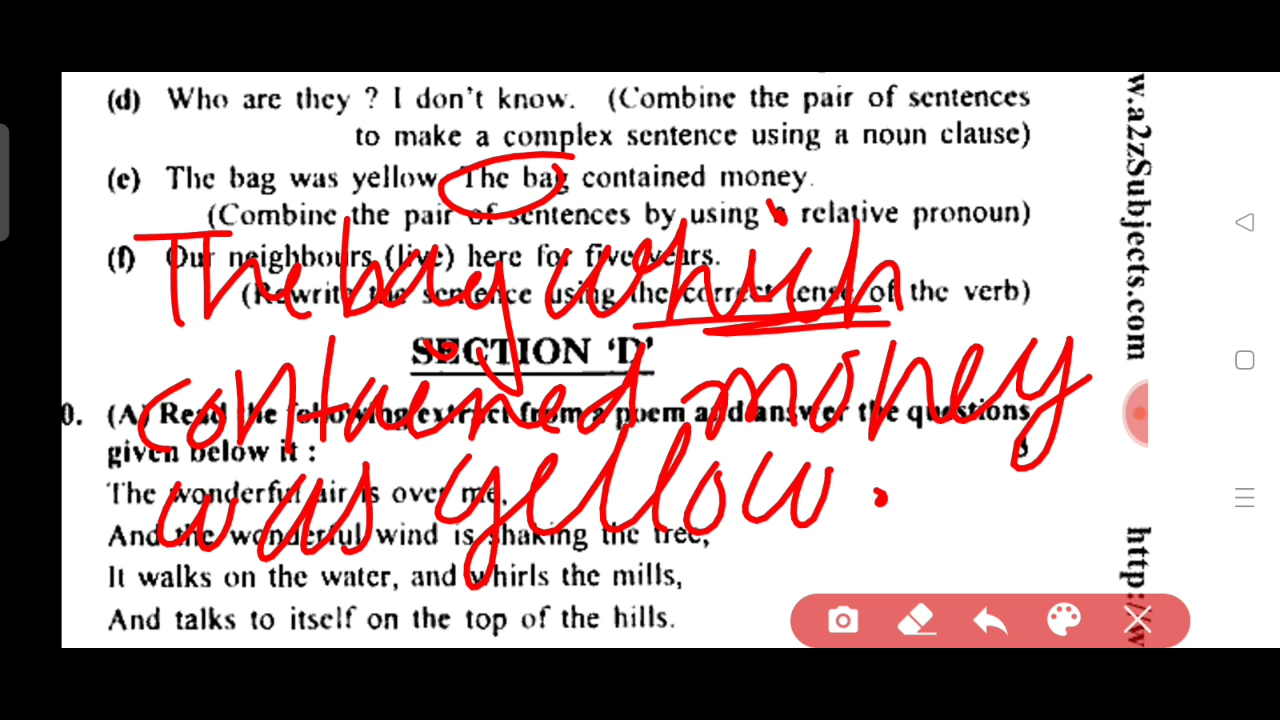 (d) Who are they ? I don't know. (Combine the pair of sentences
to make a complex sentence using a noun clause)
(e) The bag was yellow The bag contained money.
(Combine the pair of sentences by using a relative pronoun)
(f) Our neighbours (live) here for five years.
(Rewrite the sentence using the correct tense of the verb)
The bag which
contained money
was yellow.
SECTION 'D'
0. (A) Read the following extract from a poem and answer the questions
given below it : 8
The wonderful air is over me,
And the wonderful wind is shaking the tree,
It walks on the water, and whirls the mills,
And talks to itself on the top of the hills.
w.a2zSubjects.com
http://w